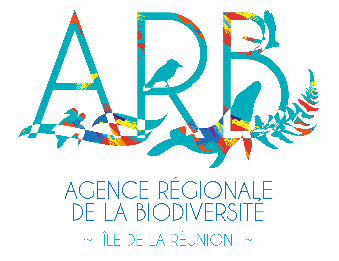 ARB
AGENCE RÉGIONALE
DE LA BIODIVERSITÉ
~ ÎLE DE LA RÉUNION ~